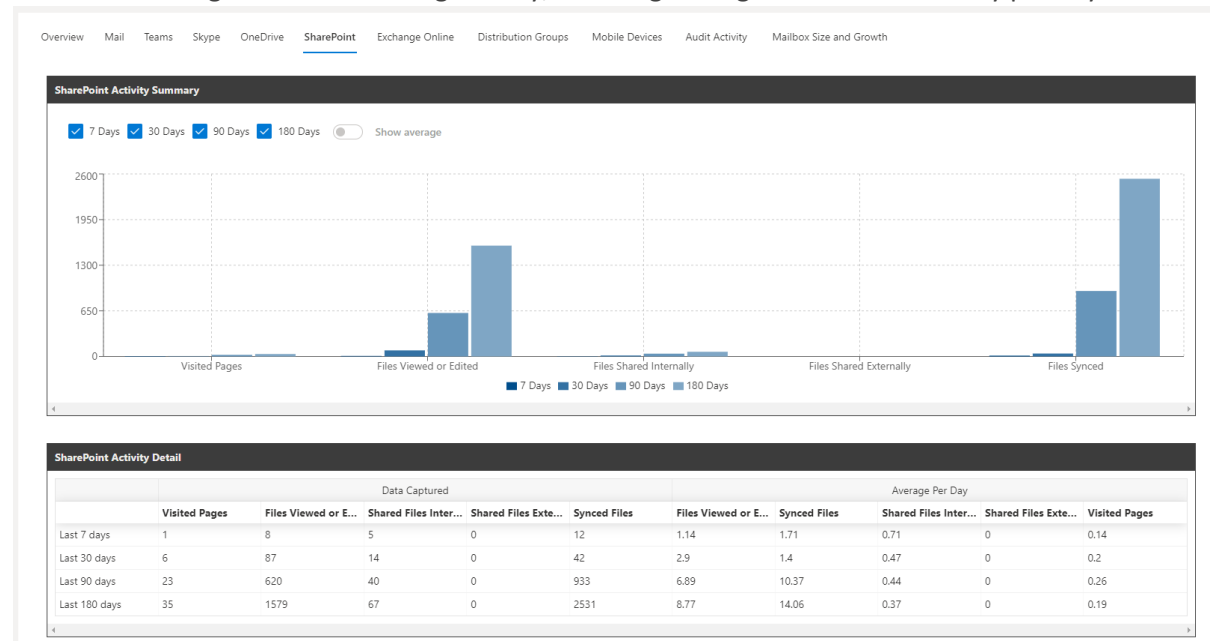 Overview Mail Teams Skype OneDrive SharePoint Exchange Online Distribution Groups Mobile Devices Audit Activity Mailbox Size and Growth
SharePoint Activity Summary
7 Days 30 Days 90 Days 180 Days Show average
2600
1950
1300
650
0
Visited Pages Files Viewed or Edited Files Shared Internally Files Shared Externally Files Synced
7 Days 30 Days 90 Days 180 Days
SharePoint Activity Detail
Data Captured Average Per Day
Visited Pages Files Viewed or E... Shared Files Inter... Shared Files Exte... Synced Files Files Viewed or E... Synced Files Shared Files Inter... Shared Files Exte... Visited Pages
Last 7 days 1 8 5 0 12 1.14 1.71 0.71 0 0.14
Last 30 days 6 87 14 0 42 2.9 1.4 0.47 0 0.2
Last 90 days 23 620 40 0 933 6.89 10.37 0.44 0 0.26
Last 180 days 35 1579 67 0 2531 8.77 14.06 0.37 0 0.19